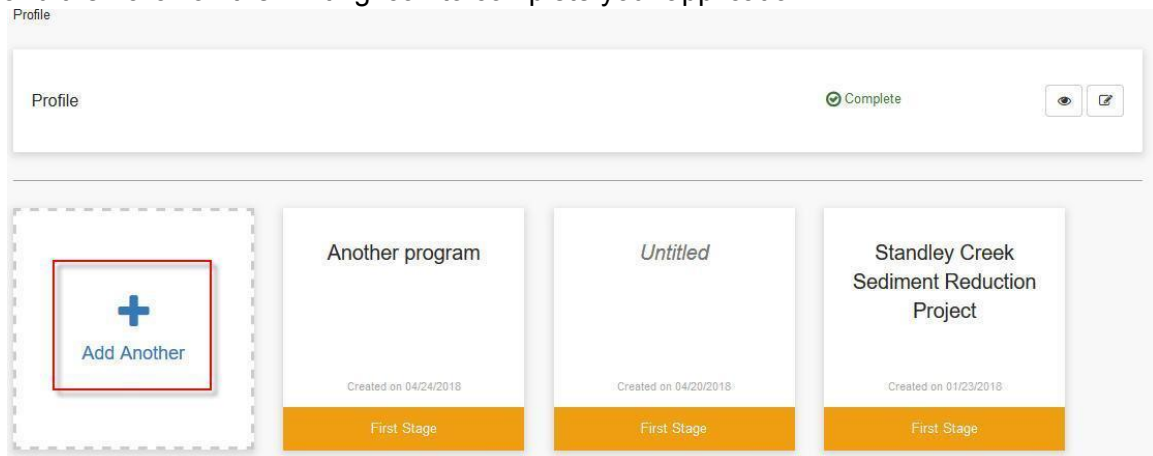 Profile
Profile
Complete
Add Another
Another program
Created on 04/24/2018
First Stage
Untitled
Created on 04/20/2018
First Stage
Standley Creek
Sediment Reduction
Project
Created on 01/23/2018
First Stage